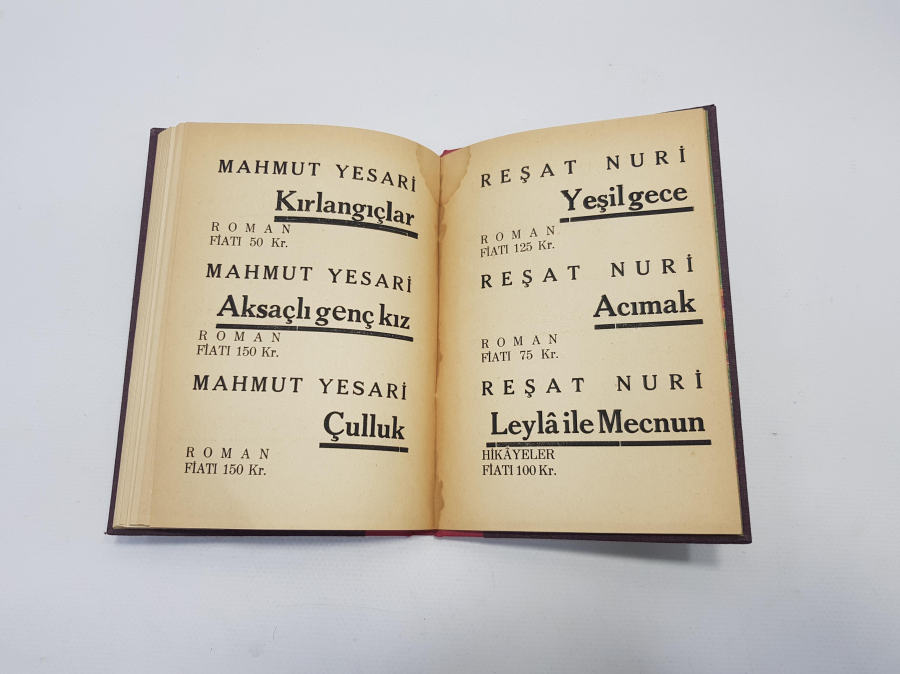 MAHMUT YESARİ
Kırlangıçlar
ROMAN
FİATI 50 Kr.
MAHMUT YESARİ
Aksaçlı genç kız
ROMAN
FİATI 150 Kr.
MAHMUT YESARİ
Çulluk
ROMAN
FİATI 150 Kr.
REŞAT NURİ
Yeşil gece
ROMAN
FİATI 125 Kr.
REŞAT NURİ
Acımak
ROMAN
FİATI 75 Kr.
REŞAT NURİ
Leylâ ile Mecnun
HİKÂYELER
FİATI 100 Kr.